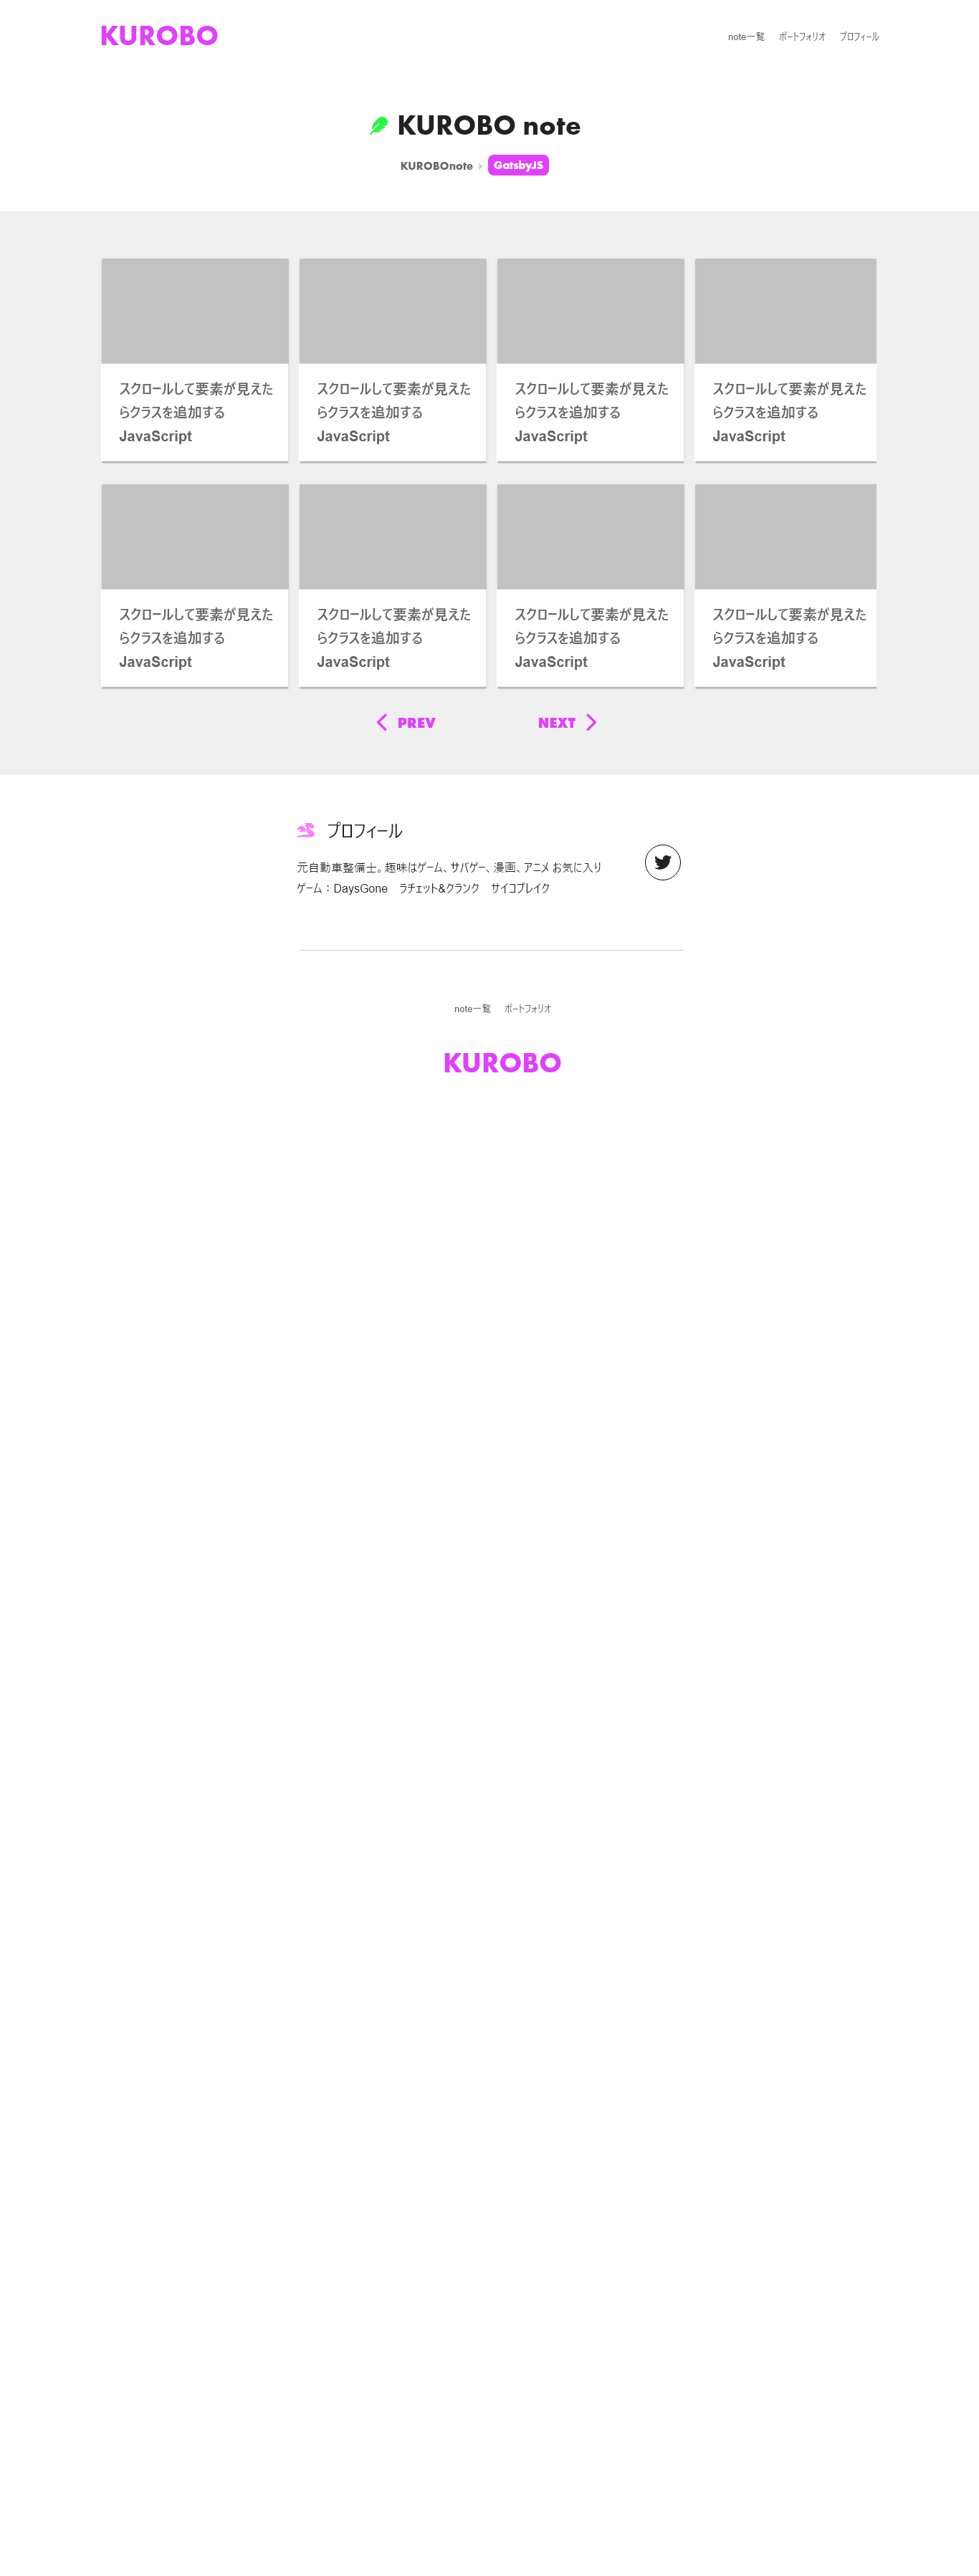 KUROBO
note一覧 ポートフォリオ プロフィール
KUROBO note
KUROBOnote GatsbyJS
スクロールして要素が見えた
らクラスを追加する
JavaScript
スクロールして要素が見えた
らクラスを追加する
JavaScript
スクロールして要素が見えた
らクラスを追加する
JavaScript
スクロールして要素が見えた
らクラスを追加する
JavaScript
スクロールして要素が見えた
らクラスを追加する
JavaScript
スクロールして要素が見えた
らクラスを追加する
JavaScript
スクロールして要素が見えた
らクラスを追加する
JavaScript
スクロールして要素が見えた
らクラスを追加する
JavaScript
PREV NEXT
プロフィール
元自動車整備士。趣味はゲーム、サバゲー、漫画、アニメ お気に入り
ゲーム：DaysGone　ラチェット&クランク　サイコブレイク
note一覧 ポートフォリオ
KUROBO